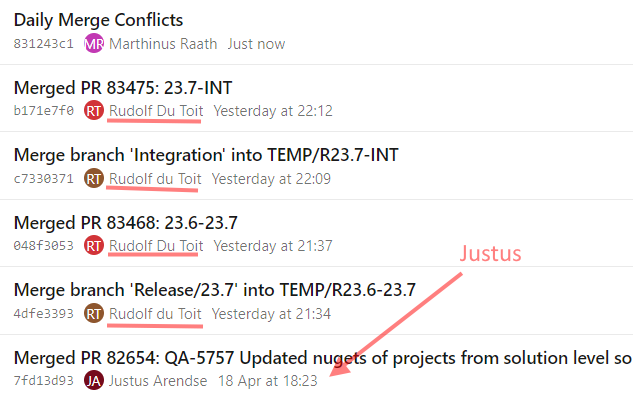 Daily Merge Conflicts
831243c1 MR Marthinus Raath Just now
Merged PR 83475: 23.7-INT
b171e7f0 RT Rudolf Du Toit Yesterday at 22:12
Merge branch 'Integration' into TEMP/R23.7-INT
c7330371 RT Rudolf du Toit Yesterday at 22:09
Merged PR 83468: 23.6-23.7
048f3053 RT Rudolf Du Toit Yesterday at 21:37
Justus
Merge branch 'Release/23.7' into TEMP/R23.6-23.7
4dfe3393 RT Rudolf du Toit Yesterday at 21:34
Merged PR 82654: QA-5757 Updated nugets of projects from solution level so
7fd13d93 JA Justus Arendse 18 Apr at 18:23